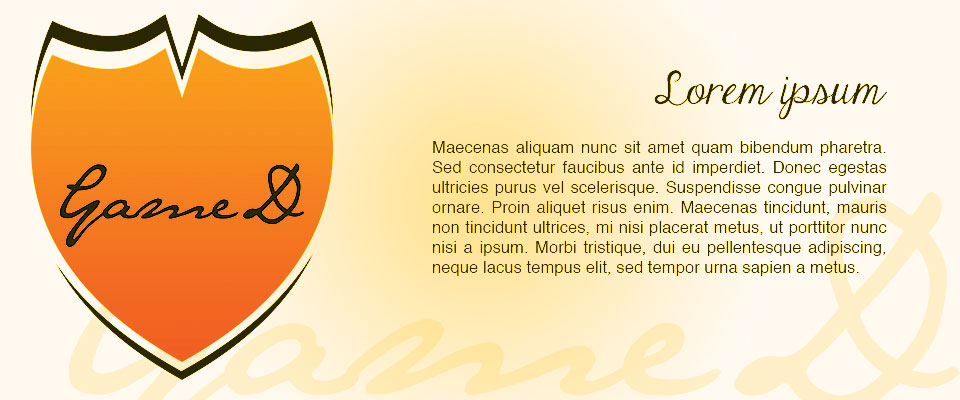 Game D
Lorem ipsum
Maecenas aliquam nunc sit amet quam bibendum pharetra.
Sed consectetur faucibus ante id imperdiet. Donec egestas
ultricies purus vel scelerisque. Suspendisse congue pulvinar
ornare. Proin aliquet risus enim. Maecenas tincidunt, mauris
non tincidunt ultrices, mi nisi placerat metus, ut porttitor nunc
nisi a ipsum. Morbi tristique, dui eu pellentesque adipiscing,
neque lacus tempus elit, sed tempor urna sapien a metus.
Game D